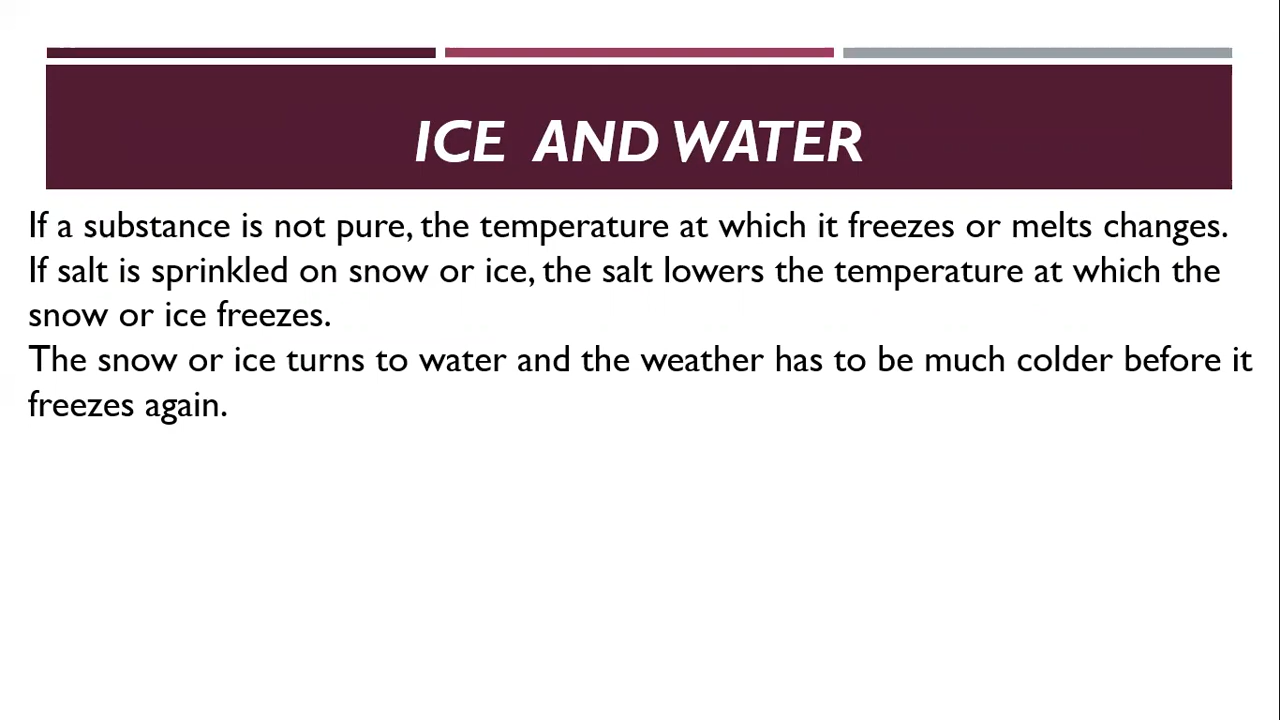 ICE AND WATER
If a substance is not pure, the temperature at which it freezes or melts changes.
If salt is sprinkled on snow or ice, the salt lowers the temperature at which the
snow or ice freezes.
The snow or ice turns to water and the weather has to be much colder before it
freezes again.